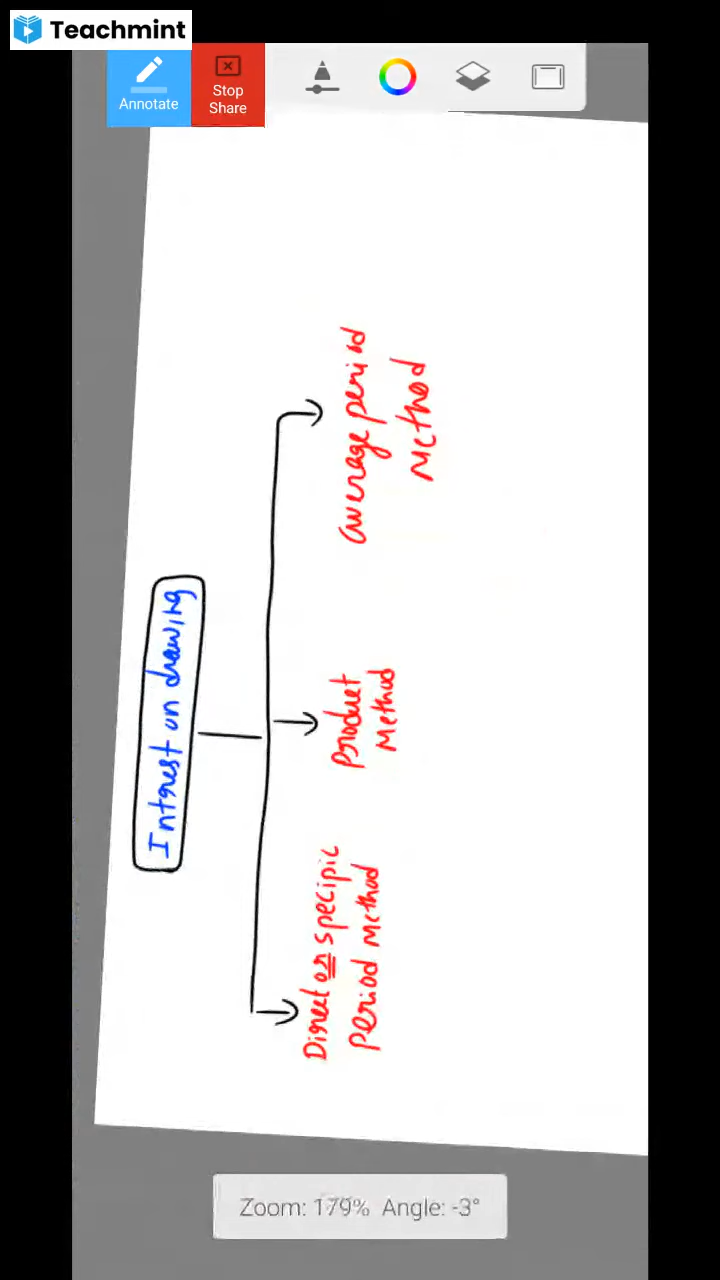 Teachmint
Annotate
Stop
Share
Interest on drawing
Direct or specipic
period Method
Product
Method
average period
Method
Zoom: 179% Angle: -3°